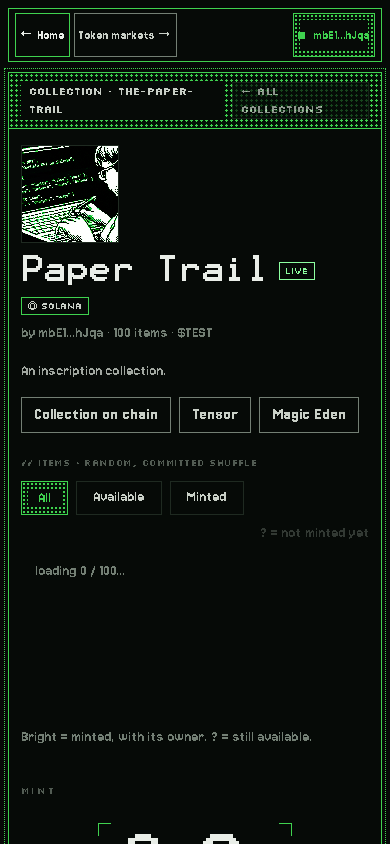 ← Home
Token markets →
mbE1...hJqa
COLLECTION · THE-PAPER-
TRAIL
← ALL
COLLECTIONS
Paper Trail
LIVE
SOLANA
by mbE1...hJqa · 100 items · $TEST
An inscription collection.
Collection on chain
Tensor
Magic Eden
// ITEMS · RANDOM, COMMITTED SHUFFLE
All
Available
Minted
? = not minted yet
loading 0 / 100...
Bright = minted, with its owner. ? = still available.
MINT